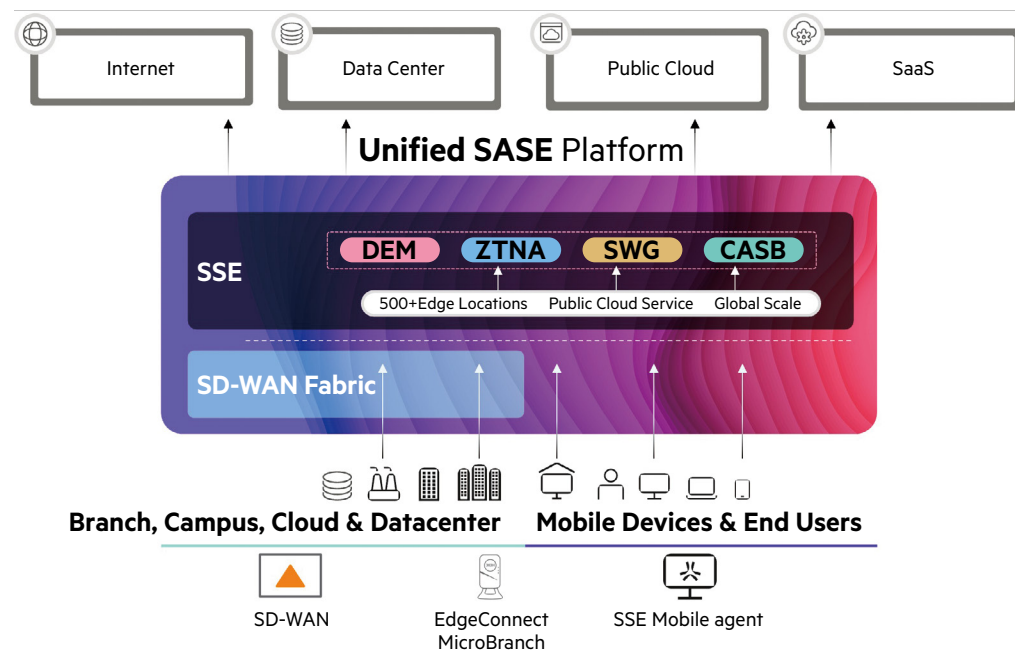 Internet
Data Center
Public Cloud
SaaS
Unified SASE Platform
SSE
DEM
ZTNA
SWG
CASB
500+Edge Locations
Public Cloud Service
Global Scale
SD-WAN Fabric
Branch, Campus, Cloud & Datacenter
Mobile Devices & End Users
SD-WAN
EdgeConnect
MicroBranch
SSE Mobile agent